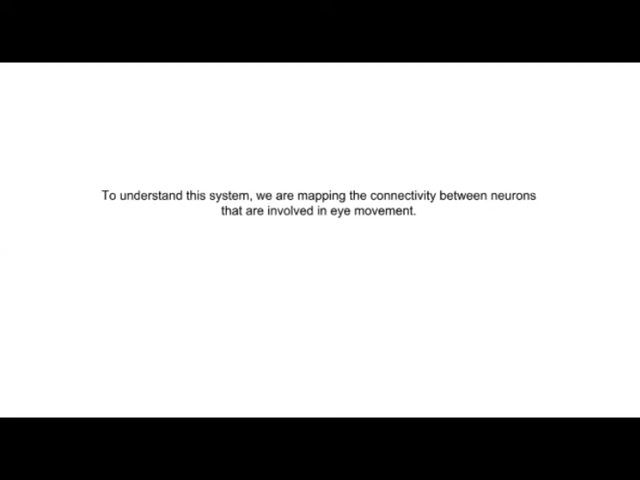 To understand this system, we are mapping the connectivity between neurons
that are involved in eye movement.